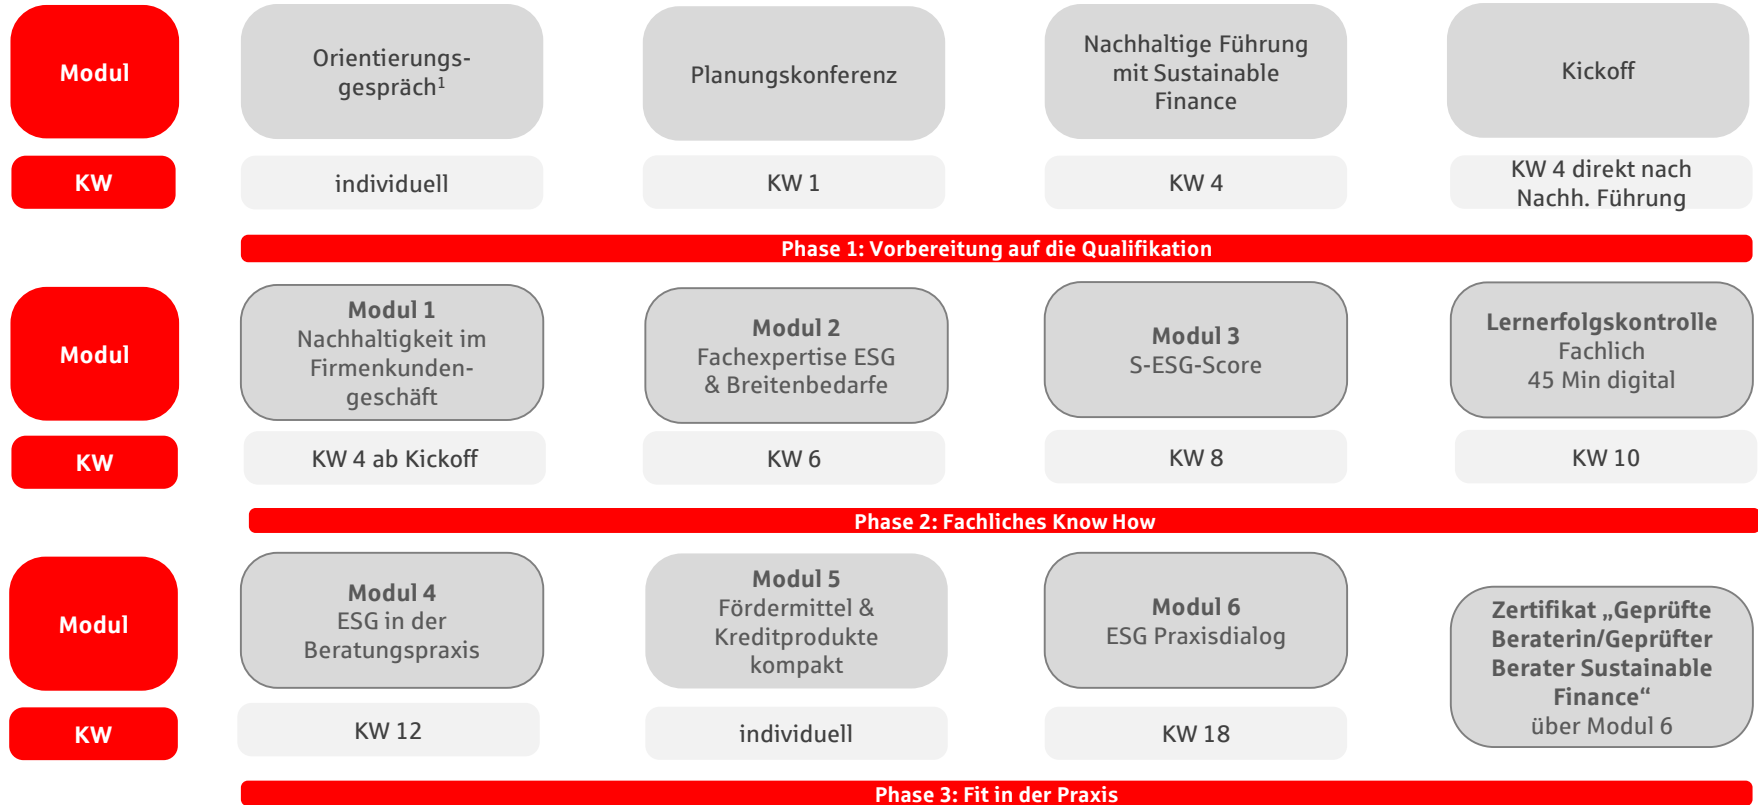 Modul
Orientierungs-
gespräch¹
Planungskonferenz
Nachhaltige Führung
mit Sustainable
Finance
Kickoff
KW
individuell
KW 1
KW 4
KW 4 direkt nach
Nachh. Führung
Phase 1: Vorbereitung auf die Qualifikation
Modul
Modul 1
Nachhaltigkeit im
Firmenkunden-
geschäft
Modul 2
Fachexpertise ESG
& Breitenbedarfe
Modul 3
S-ESG-Score
Lernerfolgskontrolle
Fachlich
45 Min digital
KW
KW 4 ab Kickoff
KW 6
KW 8
KW 10
Phase 2: Fachliches Know How
Modul
Modul 4
ESG in der
Beratungspraxis
Modul 5
Fördermittel &
Kreditprodukte
kompakt
Modul 6
ESG Praxisdialog
Zertifikat „Geprüfte
Beraterin/Geprüfter
Berater Sustainable
Finance“
über Modul 6
KW
KW 12
individuell
KW 18
Phase 3: Fit in der Praxis